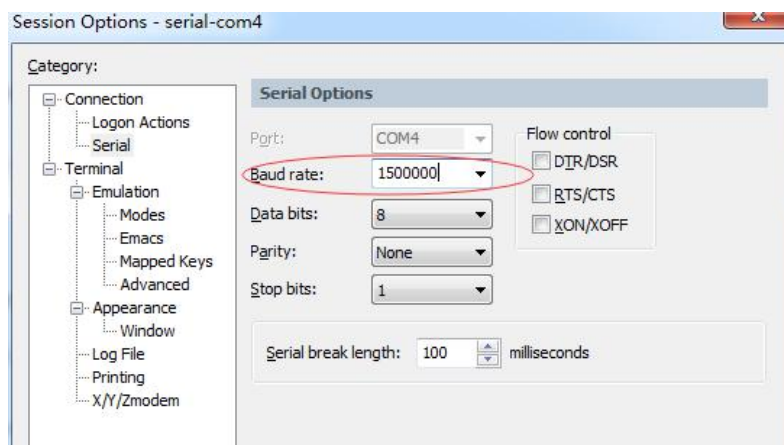 Session Options - serial-com4
Category:
Connection
Logon Actions
Serial
Terminal
Emulation
Modes
Emacs
Mapped Keys
Advanced
Appearance
Window
Log File
Printing
X/Y/Zmodem
Serial Options
Port: COM4
Baud rate: 1500000
Data bits: 8
Parity: None
Stop bits: 1
Flow control
DTR/DSR
RTS/CTS
XON/XOFF
Serial break length: 100 milliseconds